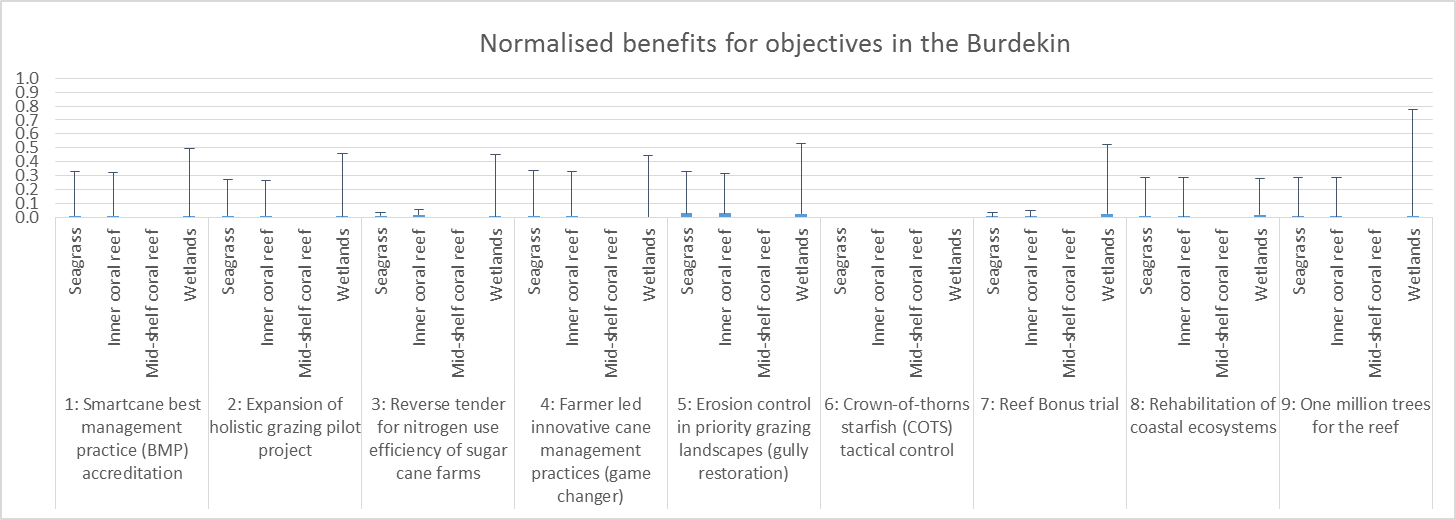 Normalised benefits for objectives in the Burdekin
1.0
0.9
0.8
0.7
0.6
0.5
0.4
0.3
0.2
0.1
0.0
Seagrass
Inner coral reef
Mid-shelf coral reef
Wetlands
Seagrass
Inner coral reef
Mid-shelf coral reef
Wetlands
Seagrass
Inner coral reef
Mid-shelf coral reef
Wetlands
Seagrass
Inner coral reef
Mid-shelf coral reef
Wetlands
Seagrass
Inner coral reef
Mid-shelf coral reef
Wetlands
Seagrass
Inner coral reef
Mid-shelf coral reef
Wetlands
Seagrass
Inner coral reef
Mid-shelf coral reef
Wetlands
Seagrass
Inner coral reef
Mid-shelf coral reef
Wetlands
Seagrass
Inner coral reef
Mid-shelf coral reef
Wetlands
1: Smartcane best
management
practice (BMP)
accreditation
2: Expansion of
holistic grazing pilot
project
3: Reverse tender
for nitrogen use
efficiency of sugar
cane farms
4: Farmer led
innovative cane
management
practices (game
changer)
5: Erosion control
in priority grazing
landscapes (gully
restoration)
6: Crown-of-thorns
starfish (COTS)
tactical control
7: Reef Bonus trial
8: Rehabilitation of
coastal ecosystems
9: One million trees
for the reef